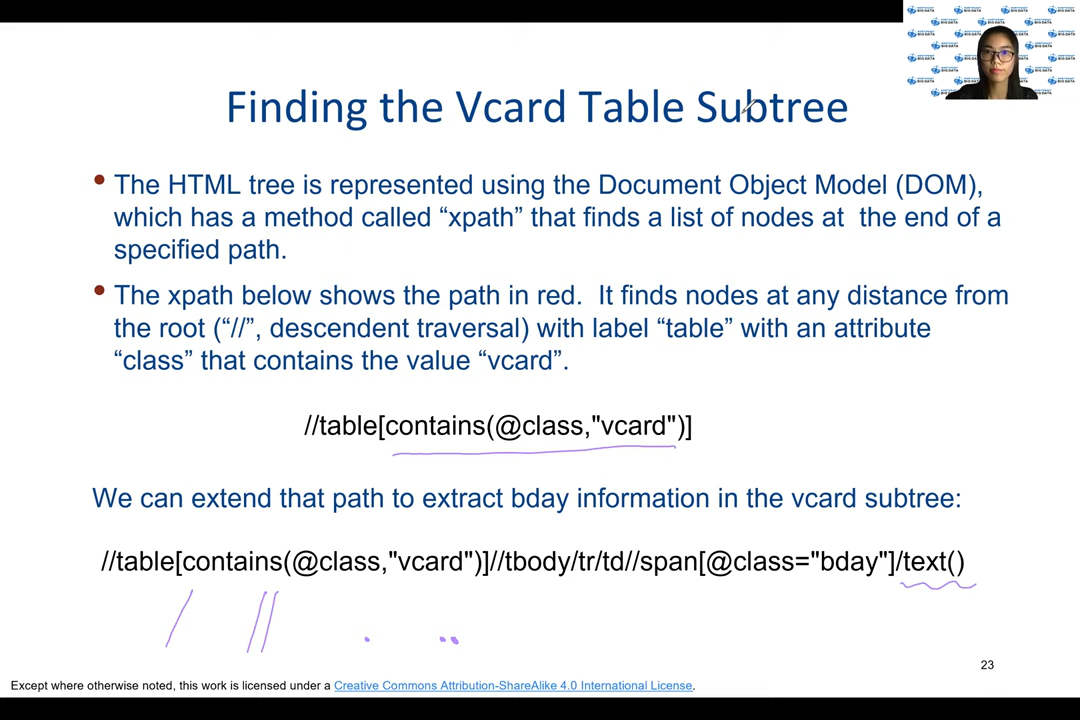 Finding the Vcard Table Subtree
• The HTML tree is represented using the Document Object Model (DOM),
which has a method called “xpath” that finds a list of nodes at the end of a
specified path.
• The xpath below shows the path in red. It finds nodes at any distance from
the root (“//”, descendent traversal) with label “table” with an attribute
“class” that contains the value “vcard”.
//table[contains(@class,"vcard")]
We can extend that path to extract bday information in the vcard subtree:
//table[contains(@class,"vcard")]//tbody/tr/td//span[@class="bday"]/text()
/ // . ..
23
Except where otherwise noted, this work is licensed under a Creative Commons Attribution-ShareAlike 4.0 International License.